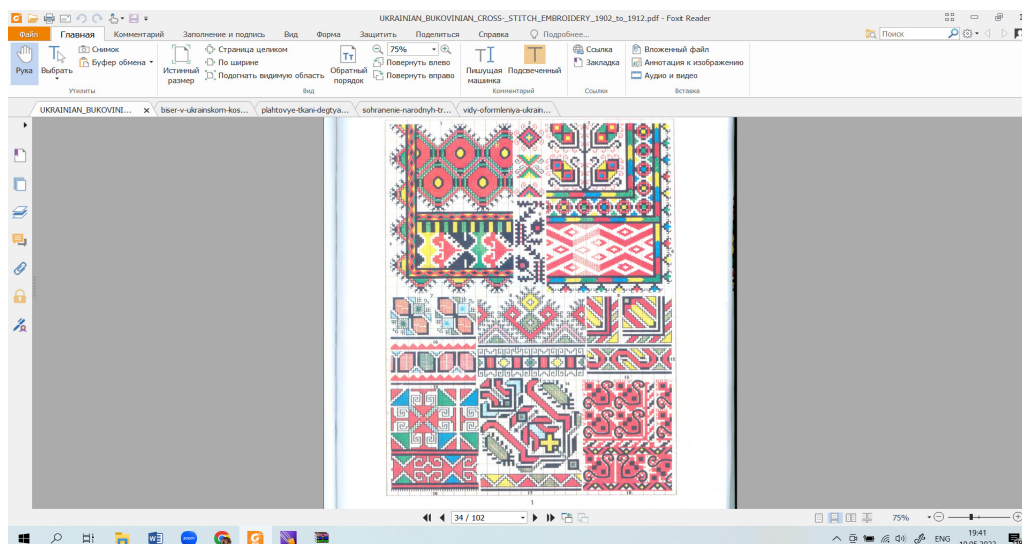 UKRAINIAN_BUKOVINIAN_CROSS-_STITCH_EMBROIDERY_1902_to_1912.pdf - Foxit Reader
Файл Главная Комментарий Заполнение и подпись Вид Форма Защитить Поделиться Справка Подробнее... Поиск
Рука
Выбрать
Снимок
Буфер обмена
Утилиты
Истинный размер
Страница целиком
По ширине
Подогнать видимую область
Обратный порядок
75%
Повернуть влево
Повернуть вправо
Вид
Пишущая машинка
Подсвеченный
Комментарий
Ссылка
Закладка
Ссылки
Вложенный файл
Аннотация к изображению
Аудио и видео
Вставка
UKRAINIAN_BUKOVINI... biser-v-ukrainskom-kos... plahtovye-tkani-degtya... sohranenie-narodnyh-tr... vidy-oformleniya-ukrain...
1
34 / 102
75%
ENG
19:41